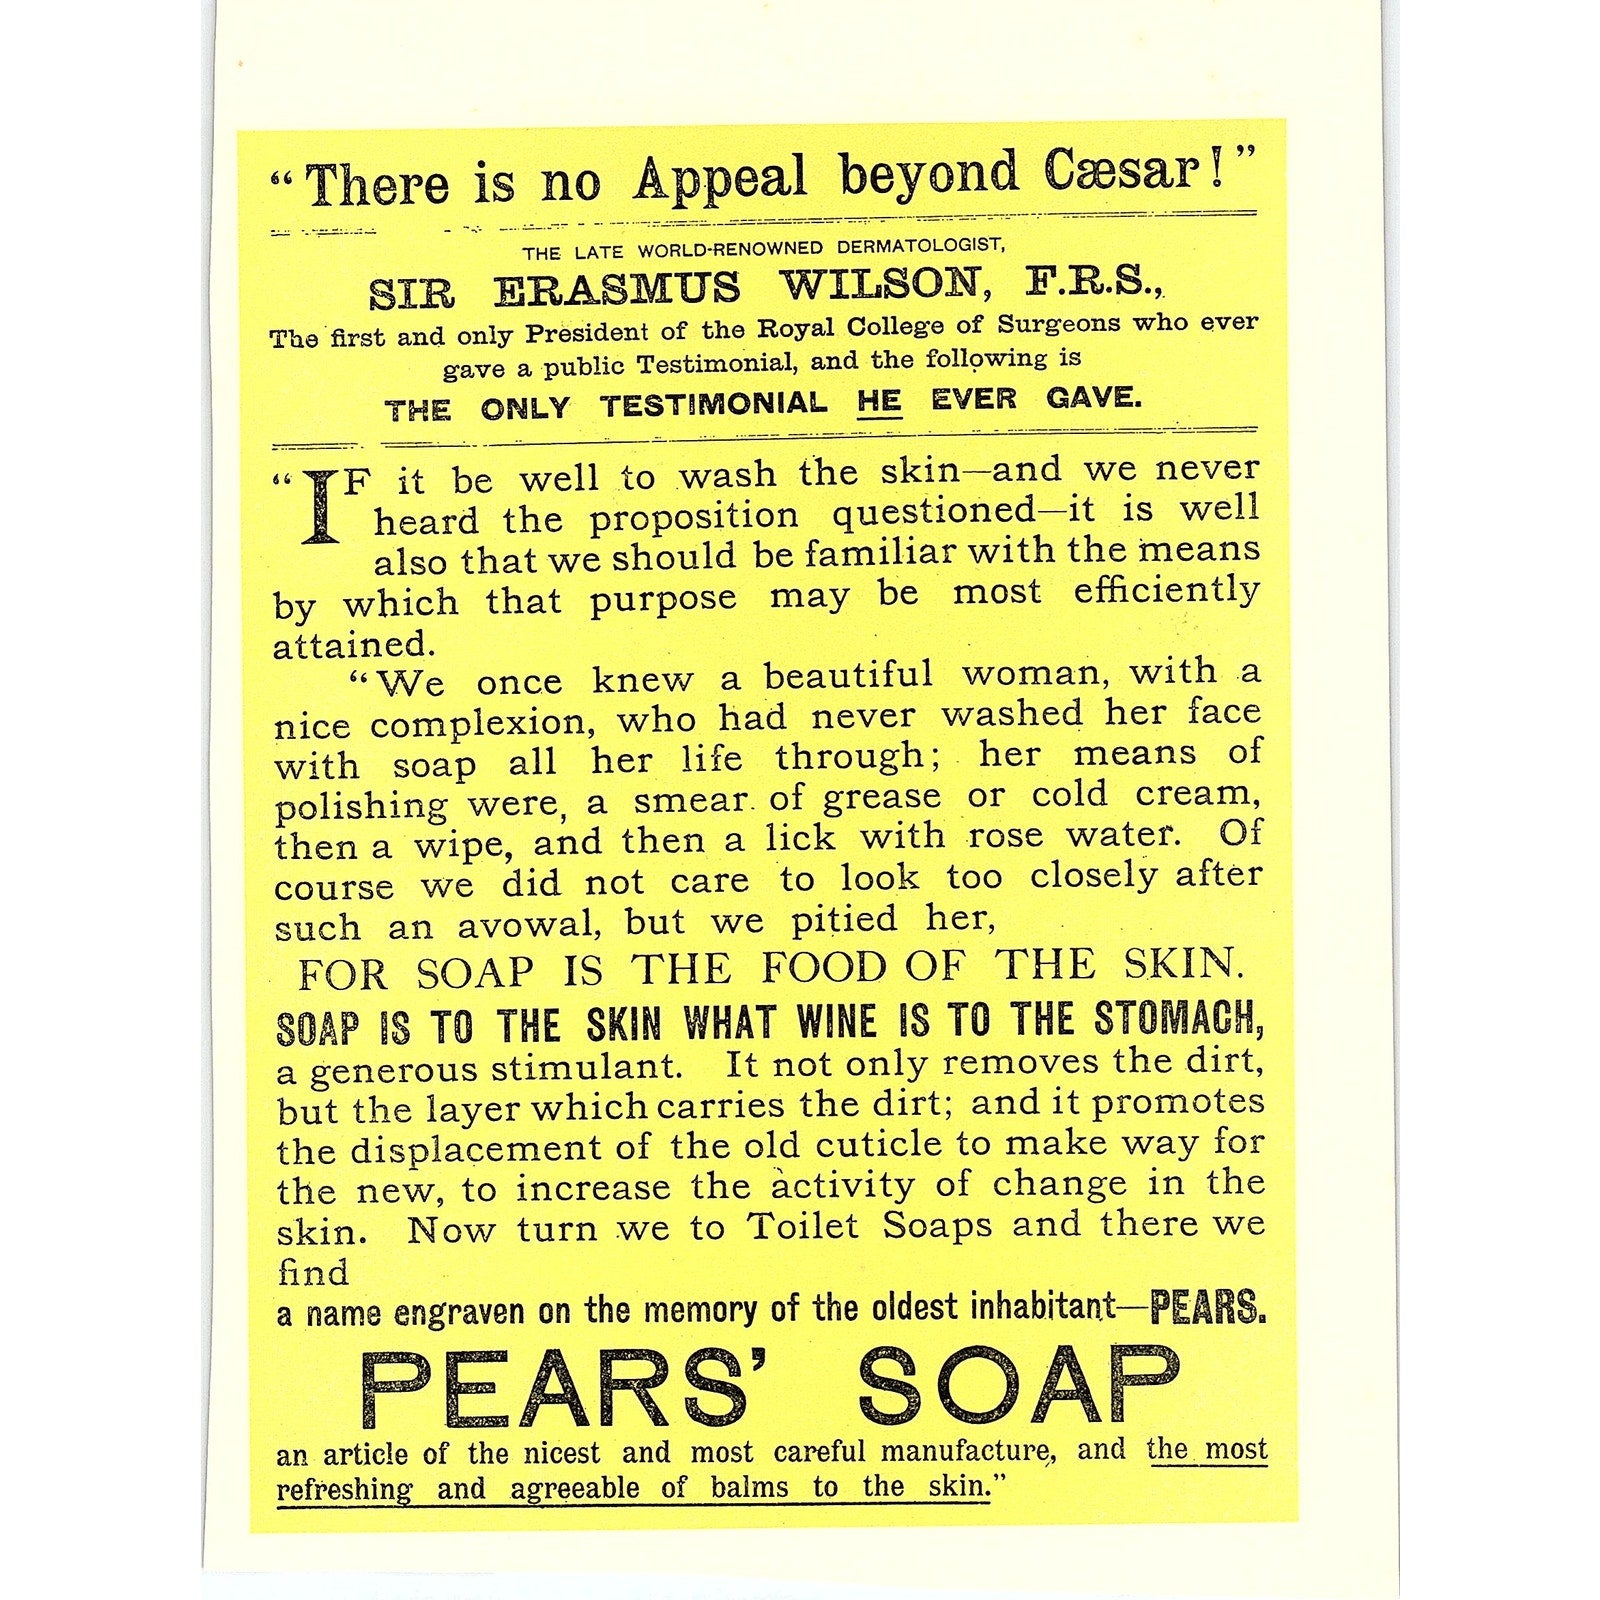 “There is no Appeal beyond Cæsar!”
THE LATE WORLD-RENOWNED DERMATOLOGIST,
SIR ERASMUS WILSON, F.R.S.,
The first and only President of the Royal College of Surgeons who ever
gave a public Testimonial, and the following is
THE ONLY TESTIMONIAL HE EVER GAVE.
“IF it be well to wash the skin—and we never
heard the proposition questioned—it is well
also that we should be familiar with the means
by which that purpose may be most efficiently
attained.
“We once knew a beautiful woman, with a
nice complexion, who had never washed her face
with soap all her life through; her means of
polishing were, a smear of grease or cold cream,
then a wipe, and then a lick with rose water. Of
course we did not care to look too closely after
such an avowal, but we pitied her,
FOR SOAP IS THE FOOD OF THE SKIN.
SOAP IS TO THE SKIN WHAT WINE IS TO THE STOMACH,
a generous stimulant. It not only removes the dirt,
but the layer which carries the dirt; and it promotes
the displacement of the old cuticle to make way for
the new, to increase the activity of change in the
skin. Now turn we to Toilet Soaps and there we
find
a name engraven on the memory of the oldest inhabitant—PEARS.
PEARS’ SOAP
an article of the nicest and most careful manufacture, and the most
refreshing and agreeable of balms to the skin.”